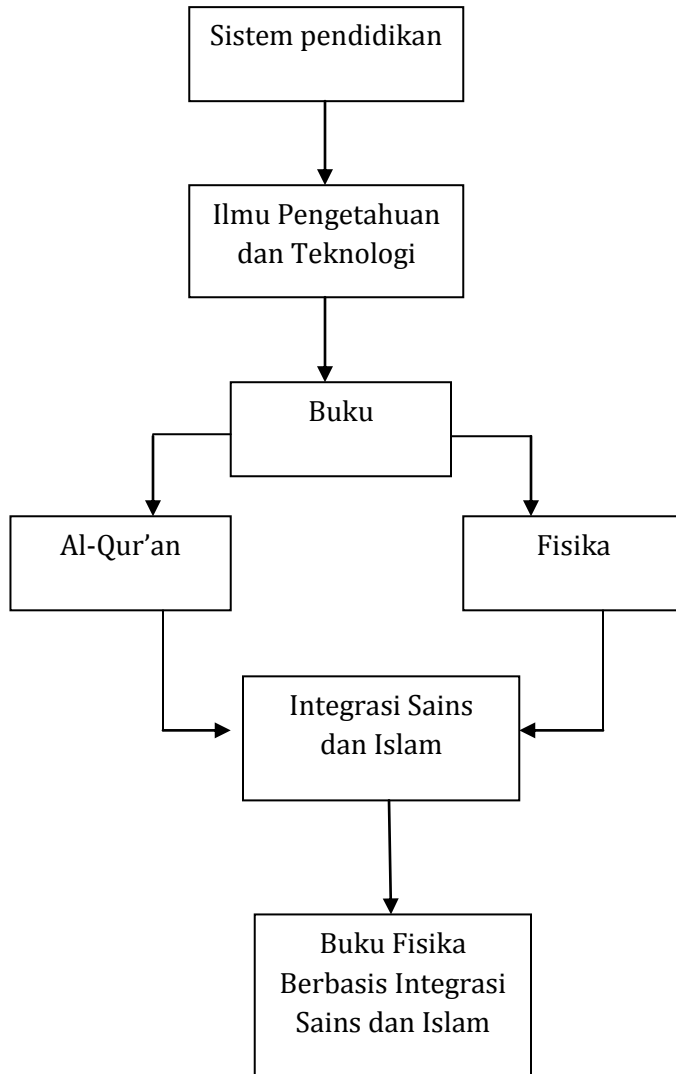 Sistem pendidikan
Ilmu Pengetahuan
dan Teknologi
Buku
Al-Qur’an
Fisika
Integrasi Sains
dan Islam
Buku Fisika
Berbasis Integrasi
Sains dan Islam